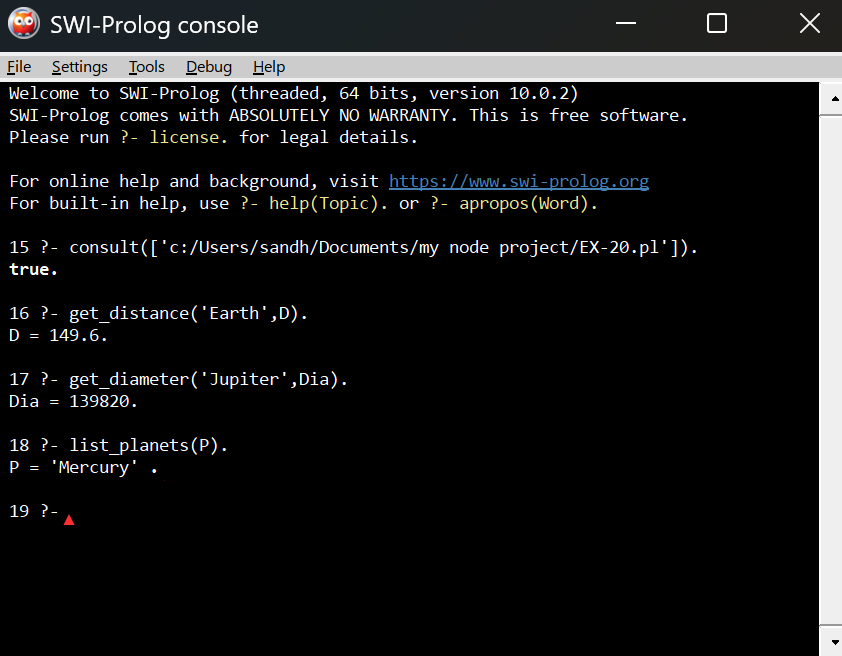 SWI-Prolog console
File Settings Tools Debug Help
Welcome to SWI-Prolog (threaded, 64 bits, version 10.0.2)
SWI-Prolog comes with ABSOLUTELY NO WARRANTY. This is free software.
Please run ?- license. for legal details.
For online help and background, visit https://www.swi-prolog.org
For built-in help, use ?- help(Topic). or ?- apropos(Word).
15 ?- consult(['c:/Users/sandh/Documents/my node project/EX-20.pl']).
true.
16 ?- get_distance('Earth',D).
D = 149.6.
17 ?- get_diameter('Jupiter',Dia).
Dia = 139820.
18 ?- list_planets(P).
P = 'Mercury' .
19 ?-